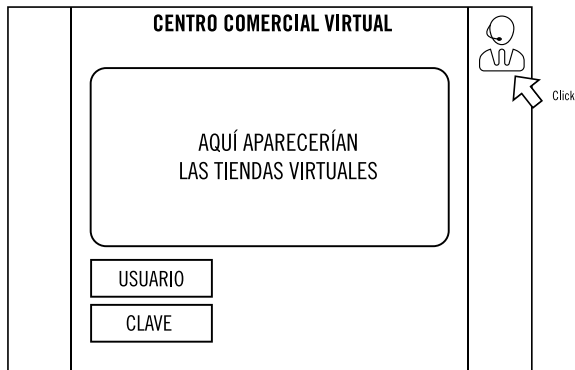 CENTRO COMERCIAL VIRTUAL
Click
AQUÍ APARECERÍAN
LAS TIENDAS VIRTUALES
USUARIO
CLAVE